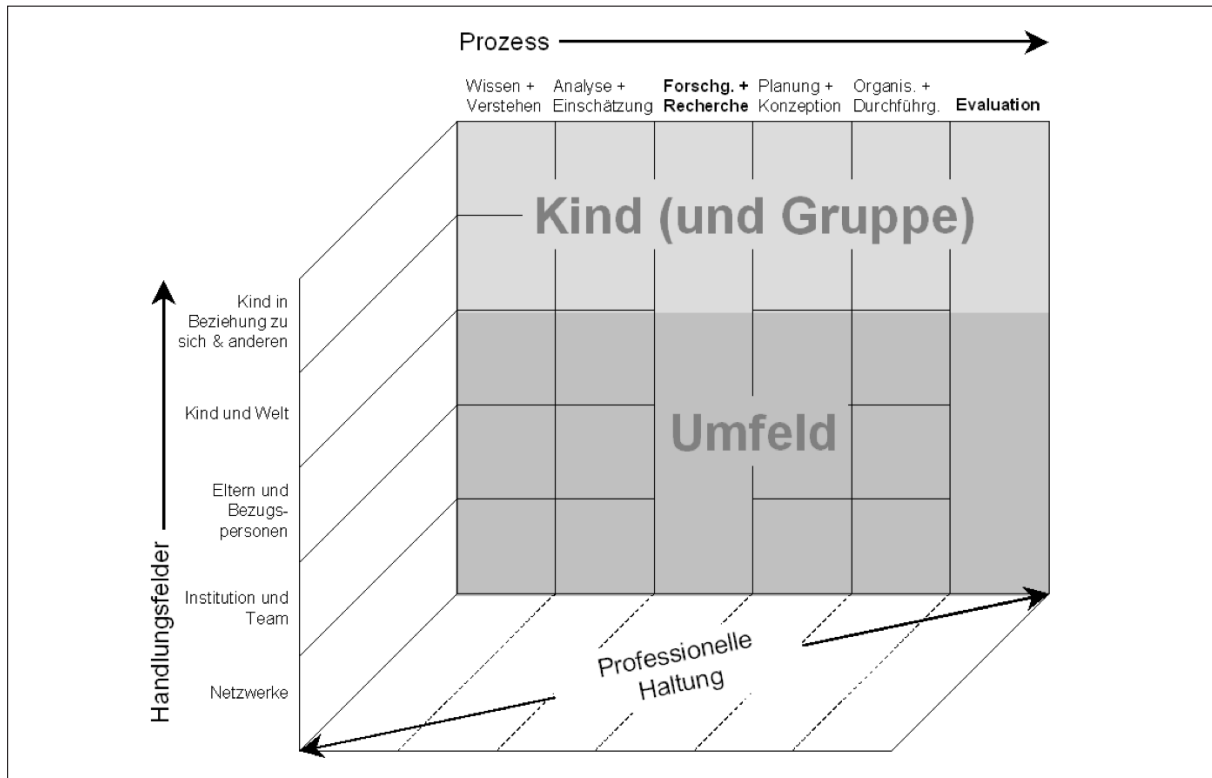 Prozess
Wissen +
Verstehen
Analyse +
Einschätzung
Forschg. +
Recherche
Planung +
Konzeption
Organis. +
Durchführg.
Evaluation
Kind (und Gruppe)
Umfeld
Handlungsfelder
Kind in
Beziehung zu
sich & anderen
Kind und Welt
Eltern und
Bezugs-
personen
Institution und
Team
Netzwerke
Professionelle
Haltung